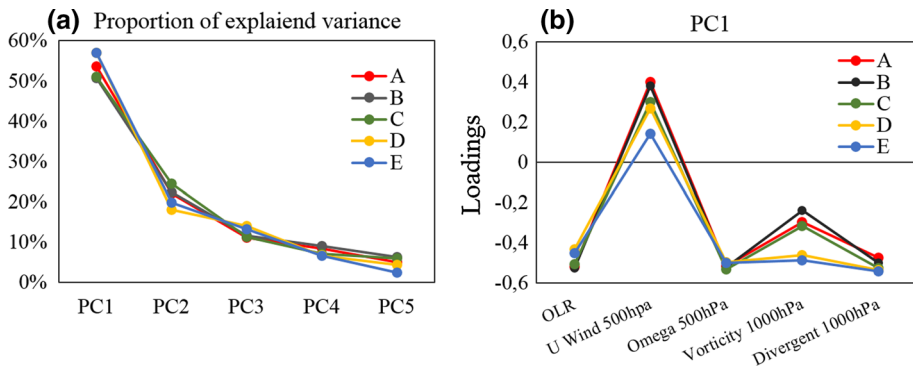 (a) Proportion of explaiend variance
60%
50%
40%
30%
20%
10%
0%
PC1 PC2 PC3 PC4 PC5
A
B
C
D
E
(b) PC1
Loadings
0,6
0,4
0,2
0
-0,2
-0,4
-0,6
OLR
U Wind 500hpa
Omega 500hPa
Vorticity 1000hPa
Divergent 1000hPa
A
B
C
D
E